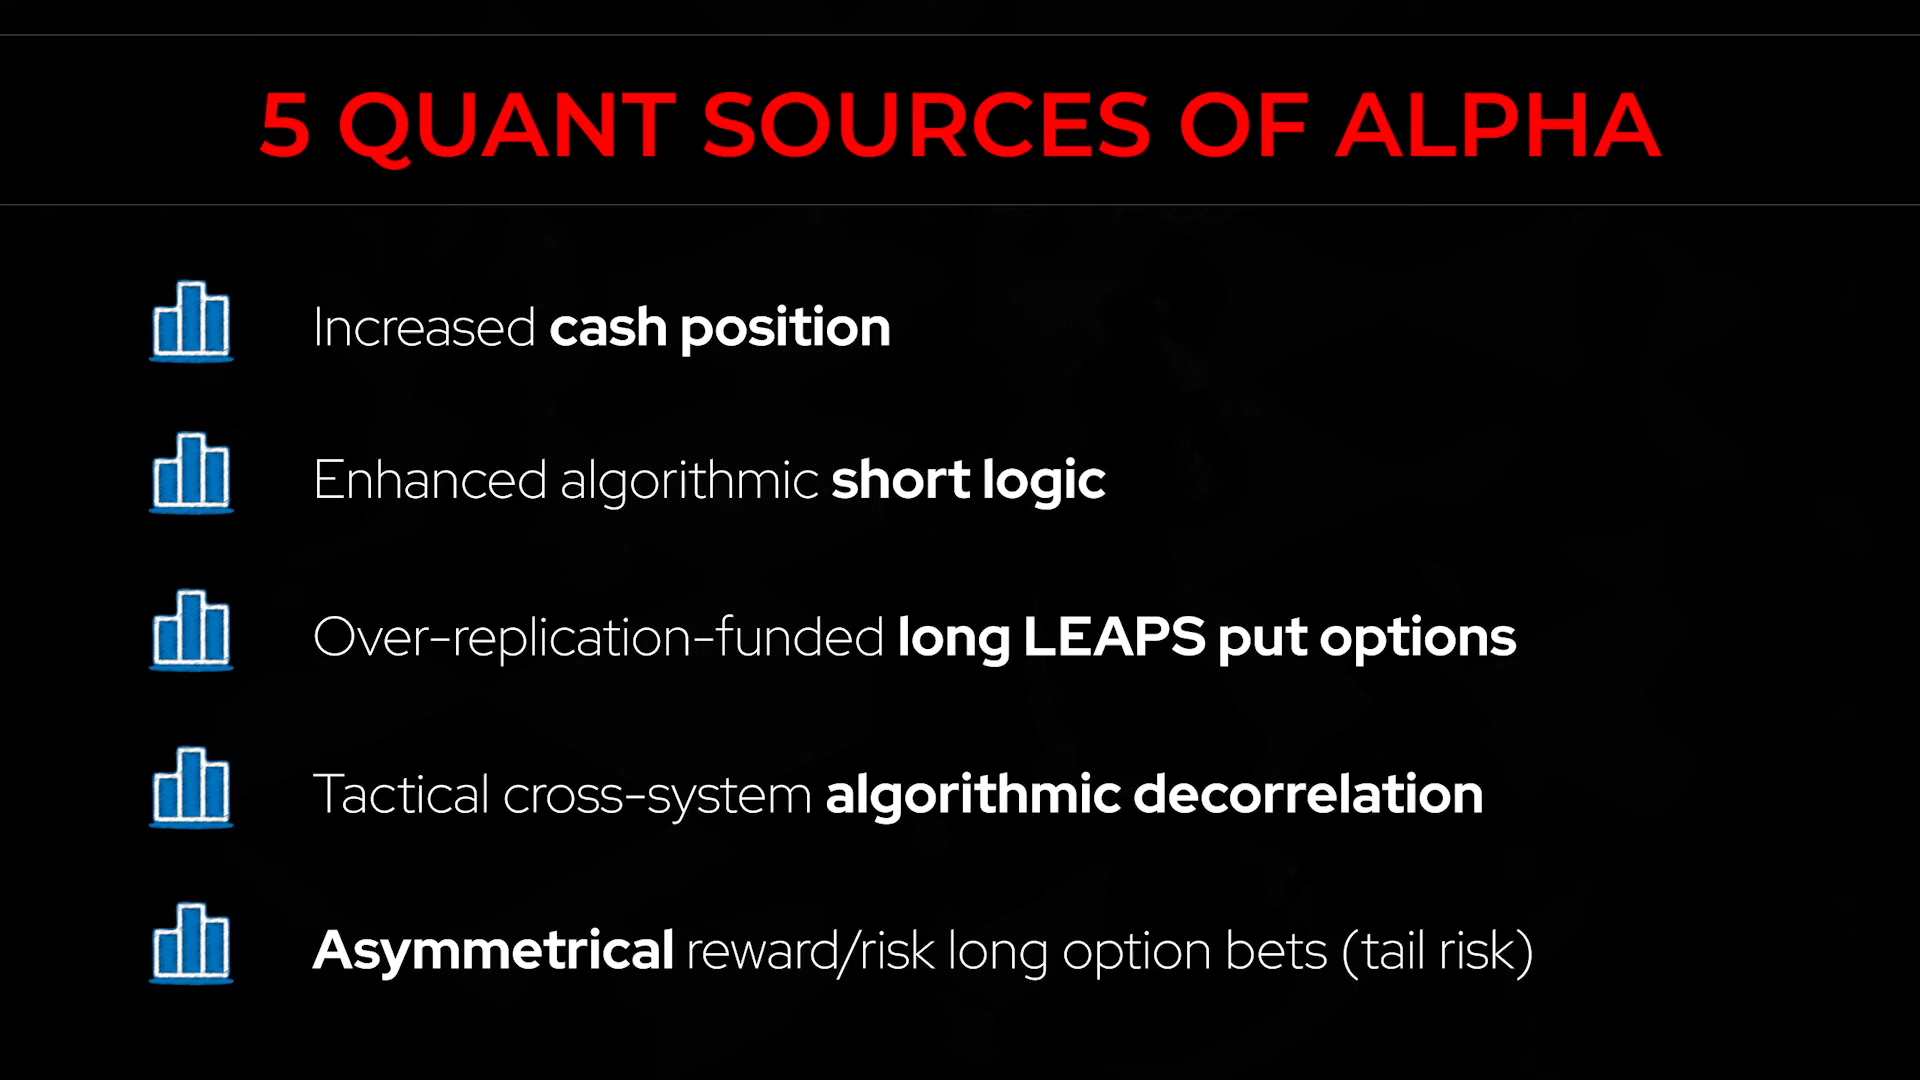 5 QUANT SOURCES OF ALPHA
Increased cash position
Enhanced algorithmic short logic
Over-replication-funded long LEAPS put options
Tactical cross-system algorithmic decorrelation
Asymmetrical reward/risk long option bets (tail risk)